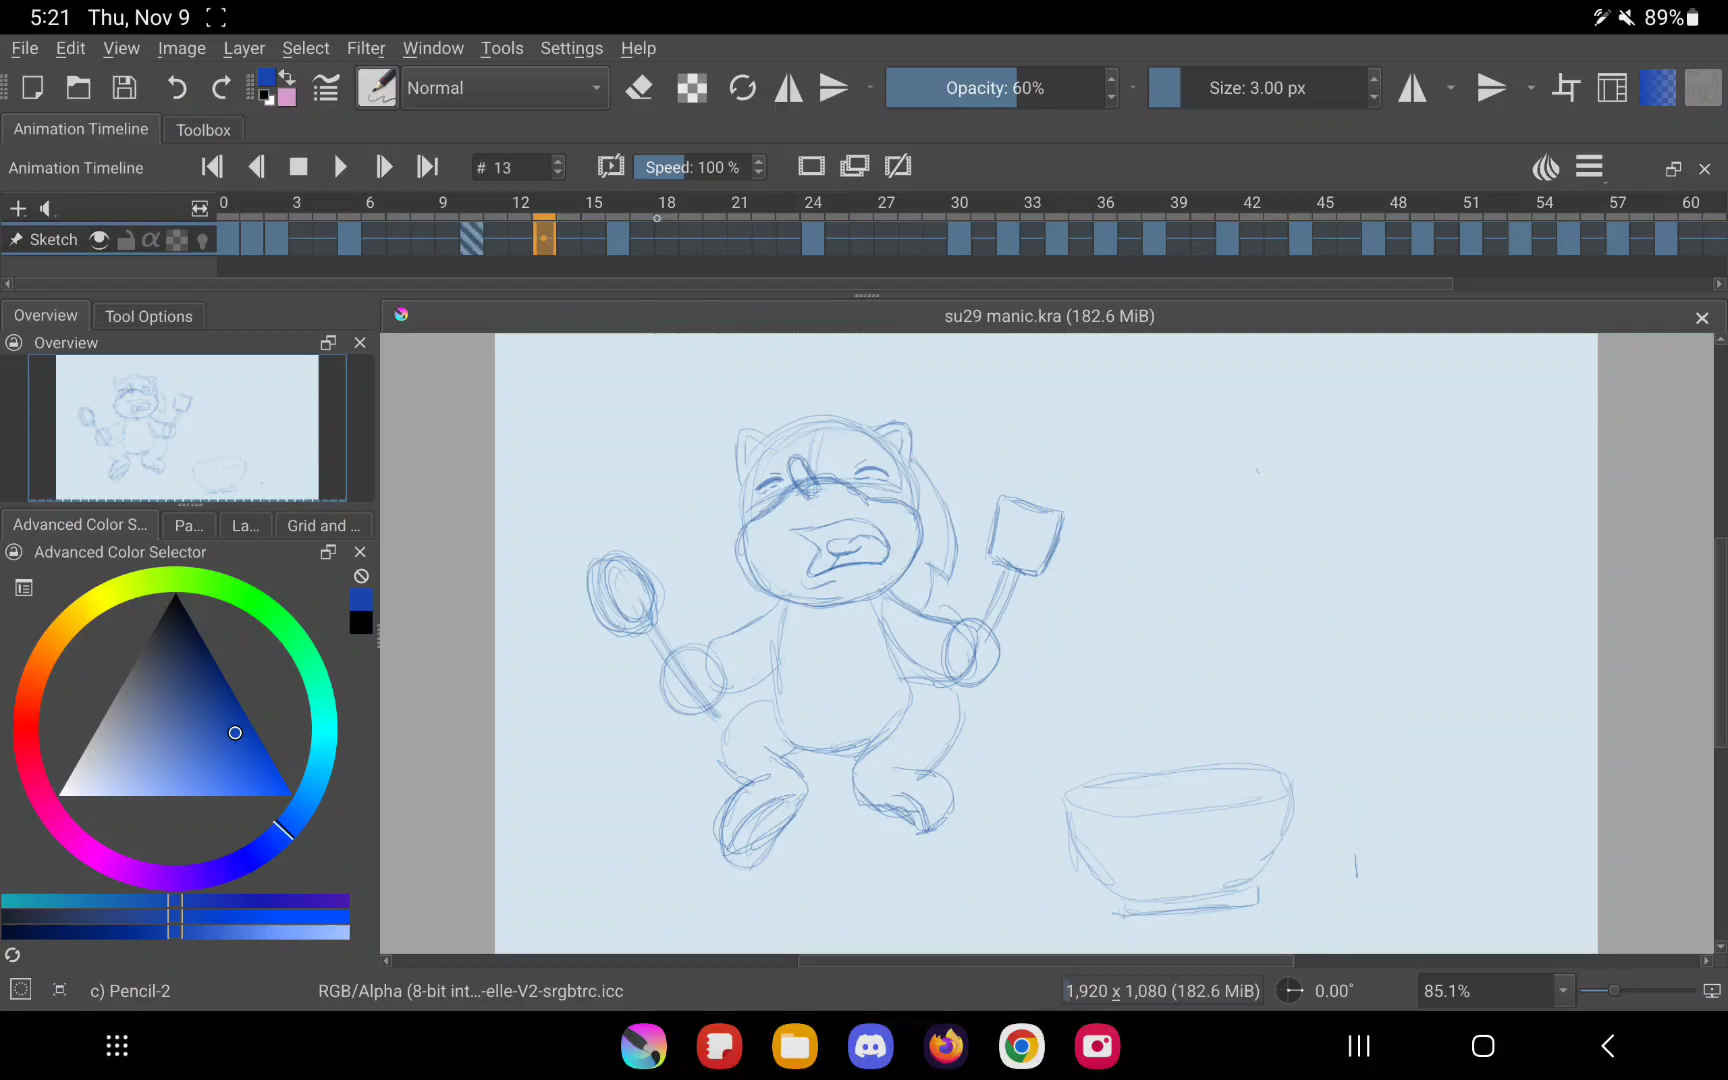 5:21 Thu, Nov 9 89%
File Edit View Image Layer Select Filter Window Tools Settings Help
Normal Opacity: 60% Size: 3.00 px
Animation Timeline Toolbox
Animation Timeline # 13 Speed: 100 %
0 3 6 9 12 15 18 21 24 27 30 33 36 39 42 45 48 51 54 57 60
Sketch α
Overview Tool Options su29 manic.kra (182.6 MiB)
Overview
Advanced Color S... Pa... La... Grid and ...
Advanced Color Selector
c) Pencil-2 RGB/Alpha (8-bit int...-elle-V2-srgbtrc.icc 1,920 x 1,080 (182.6 MiB) 0.00° 85.1%